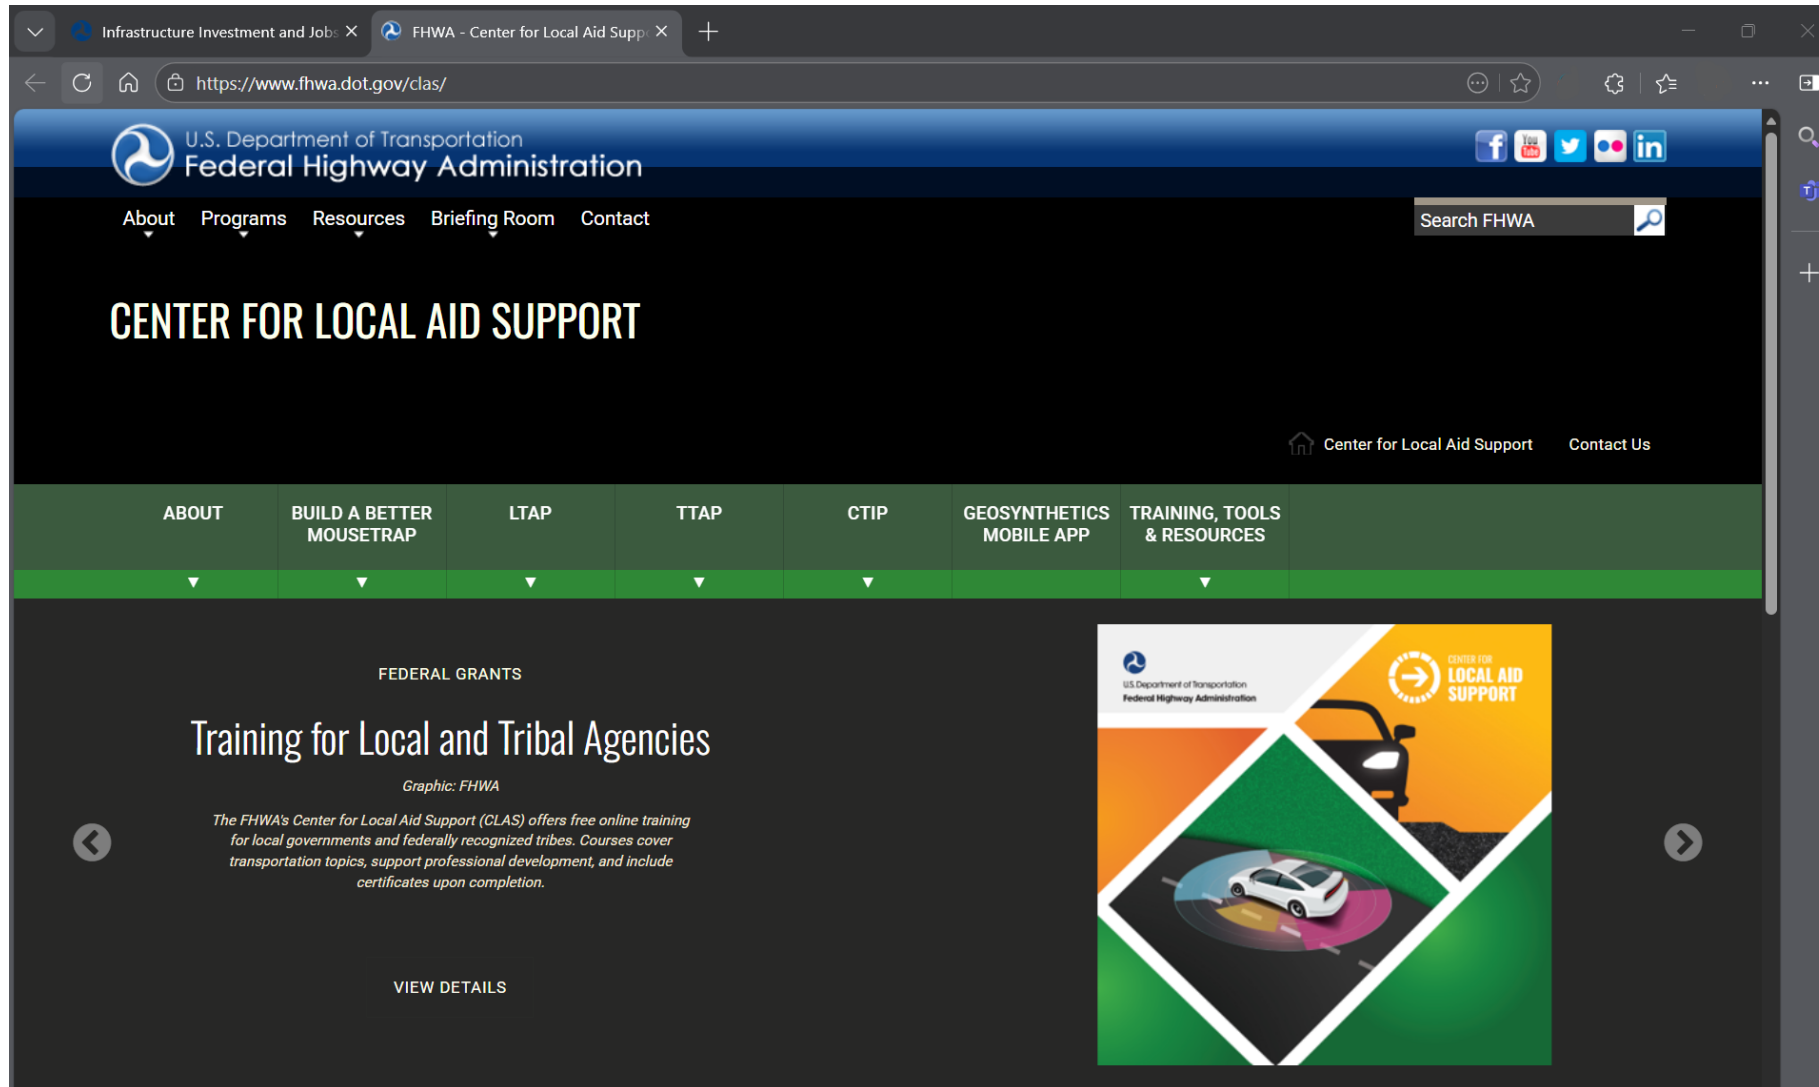 Infrastructure Investment and Jobs
FHWA - Center for Local Aid Supp
https://www.fhwa.dot.gov/clas/
U.S. Department of Transportation
Federal Highway Administration
You
Tube
About Programs Resources Briefing Room Contact
Search FHWA
CENTER FOR LOCAL AID SUPPORT
Center for Local Aid Support Contact Us
ABOUT
BUILD A BETTER
MOUSETRAP
LTAP
TTAP
CTIP
GEOSYNTHETICS
MOBILE APP
TRAINING, TOOLS
& RESOURCES
FEDERAL GRANTS
Training for Local and Tribal Agencies
Graphic: FHWA
The FHWA's Center for Local Aid Support (CLAS) offers free online training
for local governments and federally recognized tribes. Courses cover
transportation topics, support professional development, and include
certificates upon completion.
VIEW DETAILS
U.S. Department of Transportation
Federal Highway Administration
CENTER FOR
LOCAL AID
SUPPORT